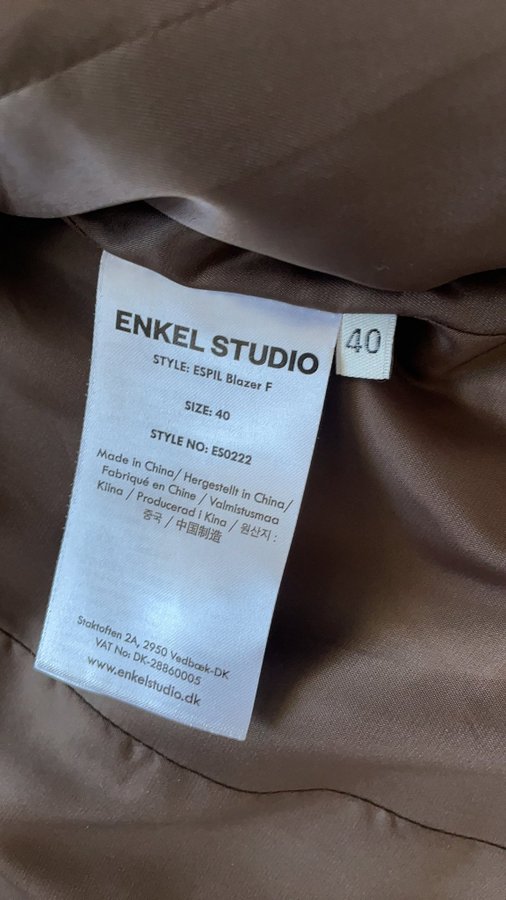 ENKEL STUDIO
40
STYLE: ESPIL Blazer F
SIZE: 40
STYLE NO: ES0222
Made in China/ Hergestellt in China/
Fabriqué en Chine / Valmistusmaa
Kiina / Producerad i Kina / 원산지 :
중국 / 中国制造
Staktoften 2A, 2950 Vedbæk-DK
VAT No: DK-28860005
www.enkelstudio.dk